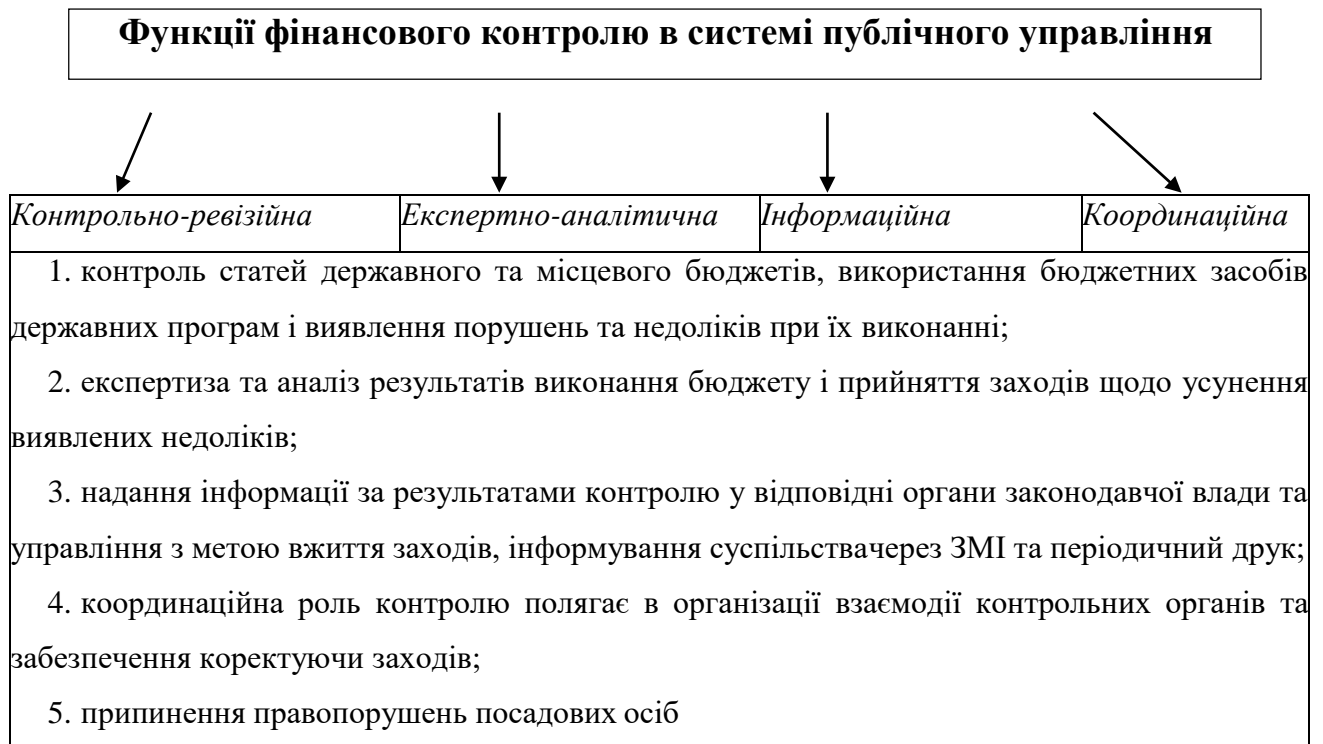 Функції фінансового контролю в системі публічного управління
Контрольно-ревізійна Експертно-аналітична Інформаційна Координаційна
1. контроль статей державного та місцевого бюджетів, використання бюджетних засобів
державних програм і виявлення порушень та недоліків при їх виконанні;
2. експертиза та аналіз результатів виконання бюджету і прийняття заходів щодо усунення
виявлених недоліків;
3. надання інформації за результатами контролю у відповідні органи законодавчої влади та
управління з метою вжиття заходів, інформування суспільствачерез ЗМІ та періодичний друк;
4. координаційна роль контролю полягає в організації взаємодії контрольних органів та
забезпечення коректуючи заходів;
5. припинення правопорушень посадових осіб